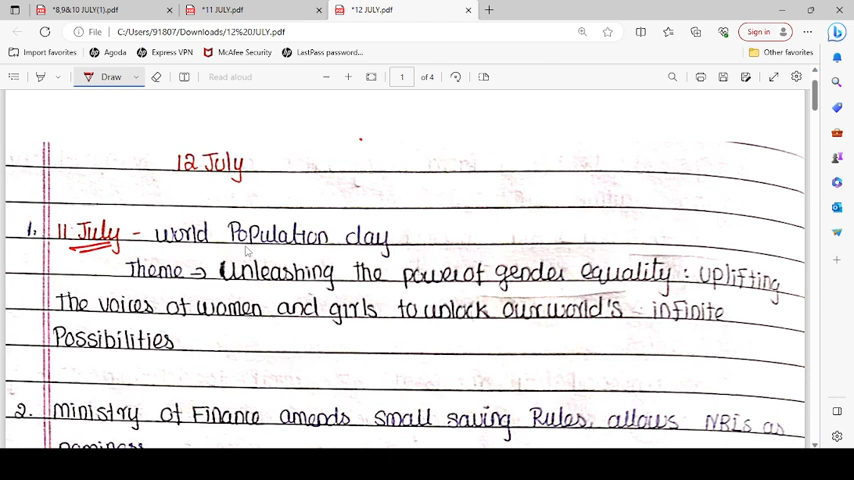 *8,9&10 JULY(1).pdf
*11 JULY.pdf
*12 JULY.pdf
File
C:/Users/91807/Downloads/12%20JULY.pdf
Sign in
Import favorites
Agoda
Express VPN
McAfee Security
LastPass password...
Other favorites
Draw
Read aloud
1
of 4
12 July
1. 11 July - world Population day
Theme → Unleashing the power of gender equality : Uplifting
the voices of women and girls to unlock our world's infinite
Possibilities
2. ministry of Finance amends small saving Rules, allows NRIs as